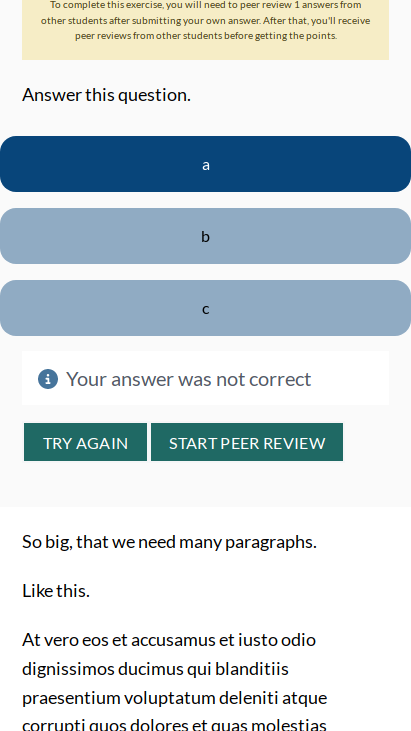 To complete this exercise, you will need to peer review 1 answers from
other students after submitting your own answer. After that, you'll receive
peer reviews from other students before getting the points.
Answer this question.
a
b
c
Your answer was not correct
TRY AGAIN START PEER REVIEW
So big, that we need many paragraphs.
Like this.
At vero eos et accusamus et iusto odio
dignissimos ducimus qui blanditiis
praesentium voluptatum deleniti atque
corrupti quos dolores et quas molestias